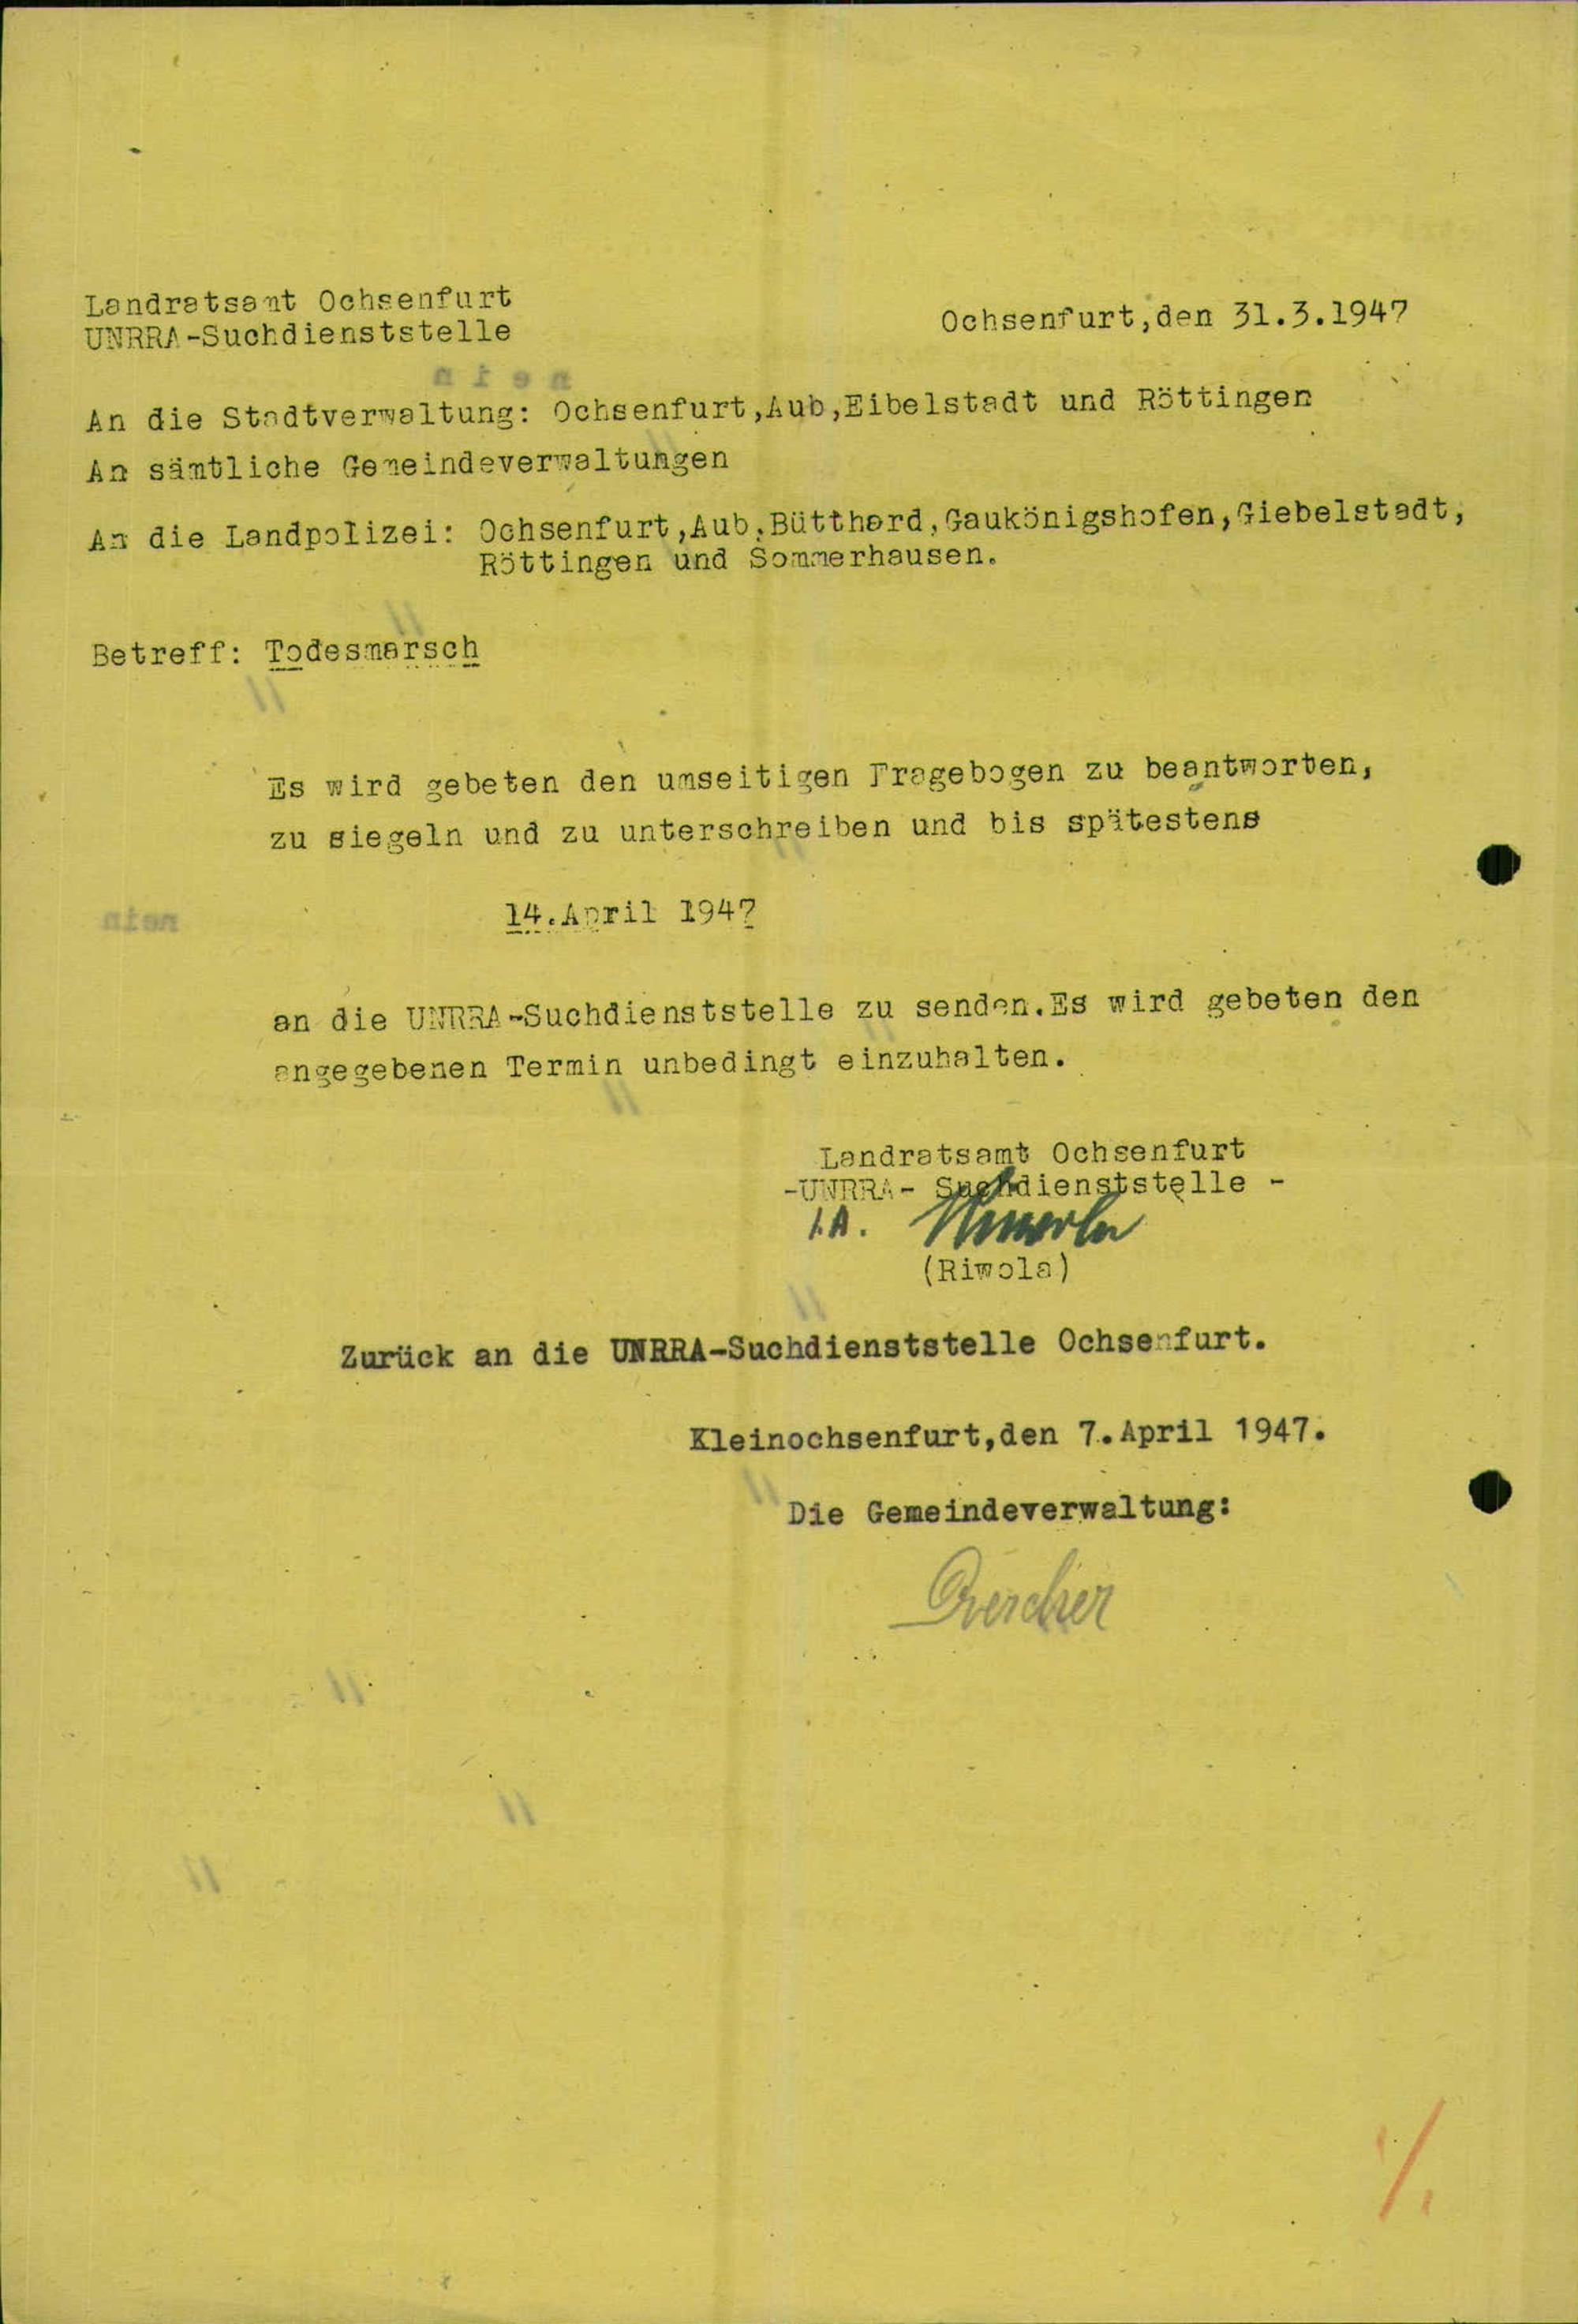 Landratsamt Ochsenfurt
UNRRA-Suchdienststelle
Ochsenfurt,den 31.3.1947
nein
An die Stadtverwaltung: Ochsenfurt,Aub,Eibelstadt und Röttingen
An sämtliche Gemeindeverwaltungen
An die Landpolizei: Ochsenfurt,Aub,Bütthard,Gaukönigshofen,Giebelstadt,
Röttingen und Sommerhausen.
Betreff: Todesmarsch
Es wird gebeten den umseitigen Fragebogen zu beantworten,
zu siegeln und zu unterschreiben und bis spätestens
nein
14.April 1947
an die UNRRA-Suchdienststelle zu senden.Es wird gebeten den
angegebenen Termin unbedingt einzuhalten.
Landratsamt Ochsenfurt
-UNRRA- Suchdienststelle -
I.A.
(Riwola)
Zurück an die UNRRA-Suchdienststelle Ochsenfurt.
Kleinochsenfurt,den 7.April 1947.
Die Gemeindeverwaltung: